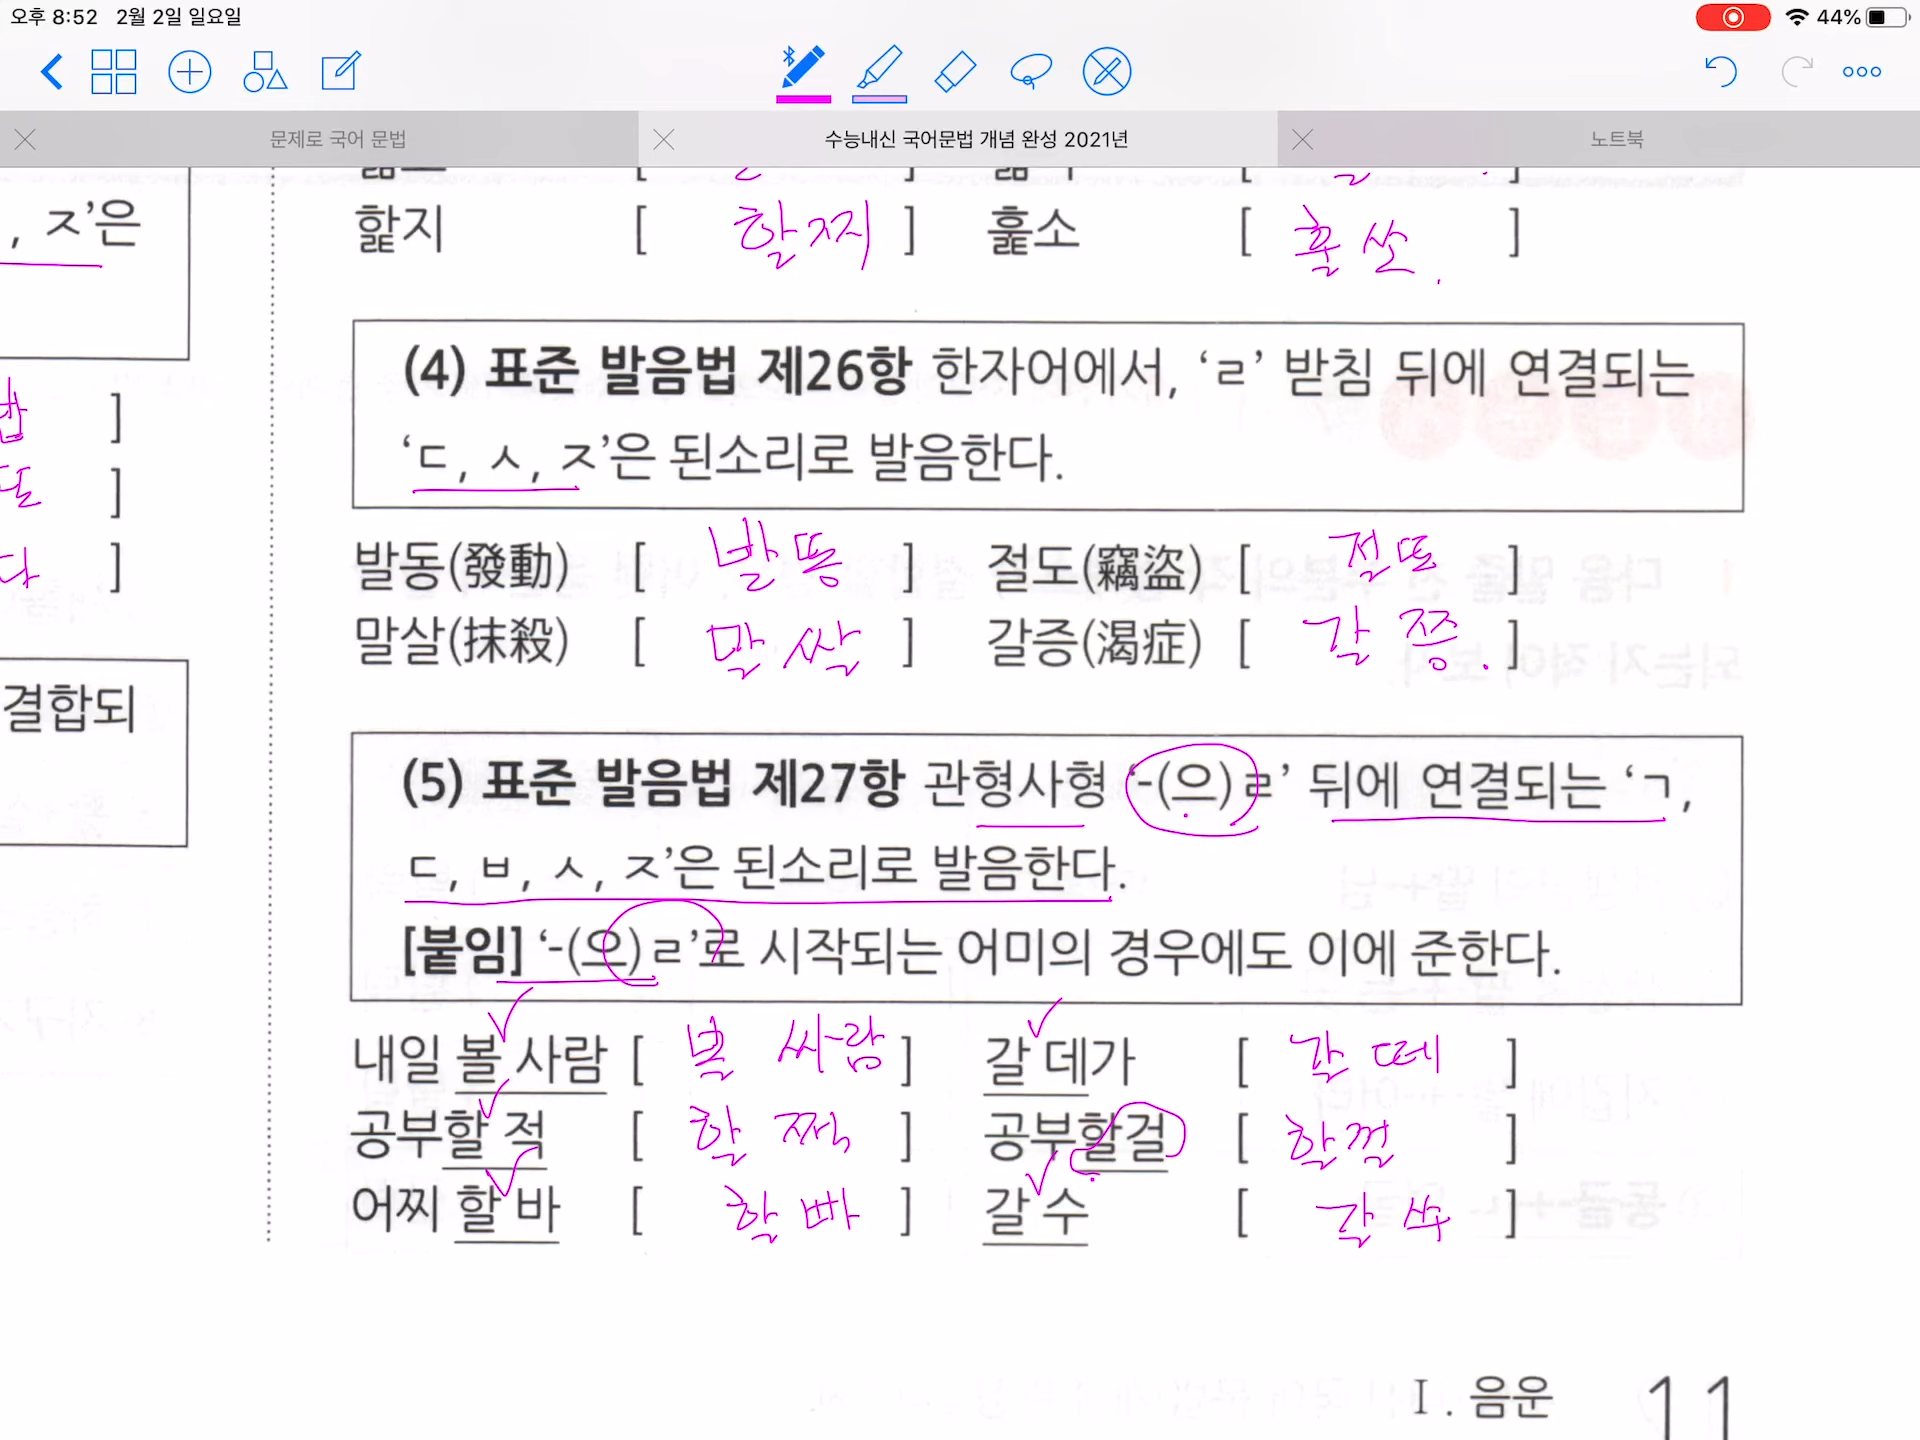 오후 8:52 2월 2일 일요일 44%
문제로 국어 문법 수능내신 국어문법 개념 완성 2021년 노트북
, ㅈ’은
핥지 [ 할찌 ] 훑소 [ 훌쏘 ]
(4) 표준 발음법 제26항 한자어에서, ‘ㄹ’ 받침 뒤에 연결되는
‘ㄷ, ㅅ, ㅈ’은 된소리로 발음한다.
발동(發動) [ 발똥 ] 절도(竊盜) [ 절또 ]
말살(抹殺) [ 말쌀 ] 갈증(渴症) [ 갈쯩 ]
결합되
(5) 표준 발음법 제27항 관형사형 ‘-(으)ㄹ’ 뒤에 연결되는 ‘ㄱ,
ㄷ, ㅂ, ㅅ, ㅈ’은 된소리로 발음한다.
[붙임] ‘-(으)ㄹ’로 시작되는 어미의 경우에도 이에 준한다.
내일 볼 사람 [ 볼 싸람 ] 갈 데가 [ 갈 떼 ]
공부할 적 [ 할 쩍 ] 공부할걸 [ 할껄 ]
어찌 할 바 [ 할 빠 ] 갈 수 [ 갈 쑤 ]
Ⅰ. 음운 11